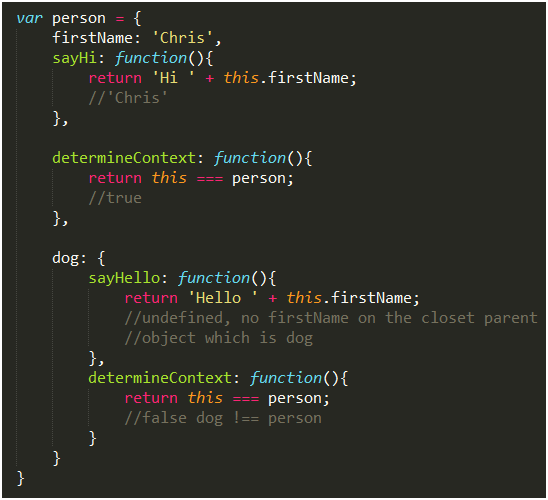 var person = {
    firstName: 'Chris',
    sayHi: function(){
        return 'Hi ' + this.firstName;
        //'Chris'
    },

    determineContext: function(){
        return this === person;
        //true
    },

    dog: {
        sayHello: function(){
            return 'Hello ' + this.firstName;
            //undefined, no firstName on the closet parent
            //object which is dog
        },
        determineContext: function(){
            return this === person;
            //false dog !== person
        }
    }
}